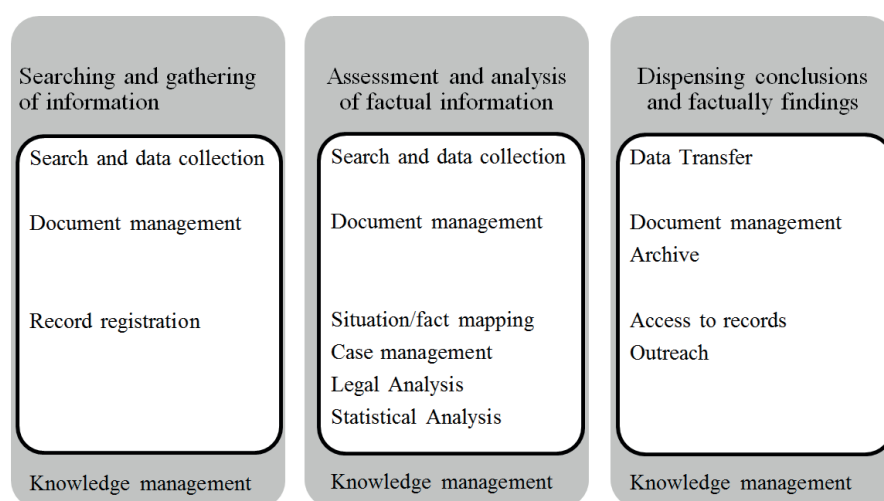 Searching and gathering
of information
Search and data collection
Document management
Record registration
Knowledge management
Assessment and analysis
of factual information
Search and data collection
Document management
Situation/fact mapping
Case management
Legal Analysis
Statistical Analysis
Knowledge management
Dispensing conclusions
and factually findings
Data Transfer
Document management
Archive
Access to records
Outreach
Knowledge management